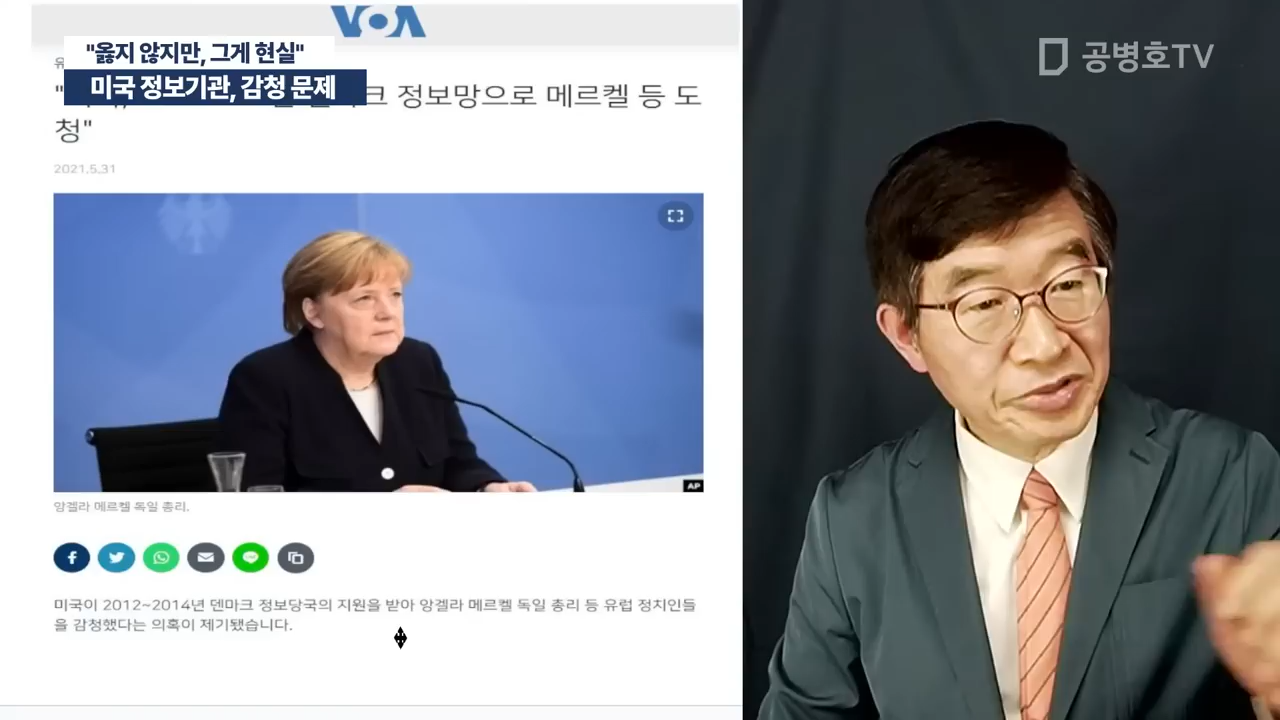 VOA
"옳지 않지만, 그게 현실"
미국 정보기관, 감청 문제
공병호TV
크 정보망으로 메르켈 등 도
청"
2021.5.31
AP
앙겔라 메르켈 독일 총리.
미국이 2012~2014년 덴마크 정보당국의 지원을 받아 앙겔라 메르켈 독일 총리 등 유럽 정치인들
을 감청했다는 의혹이 제기됐습니다.